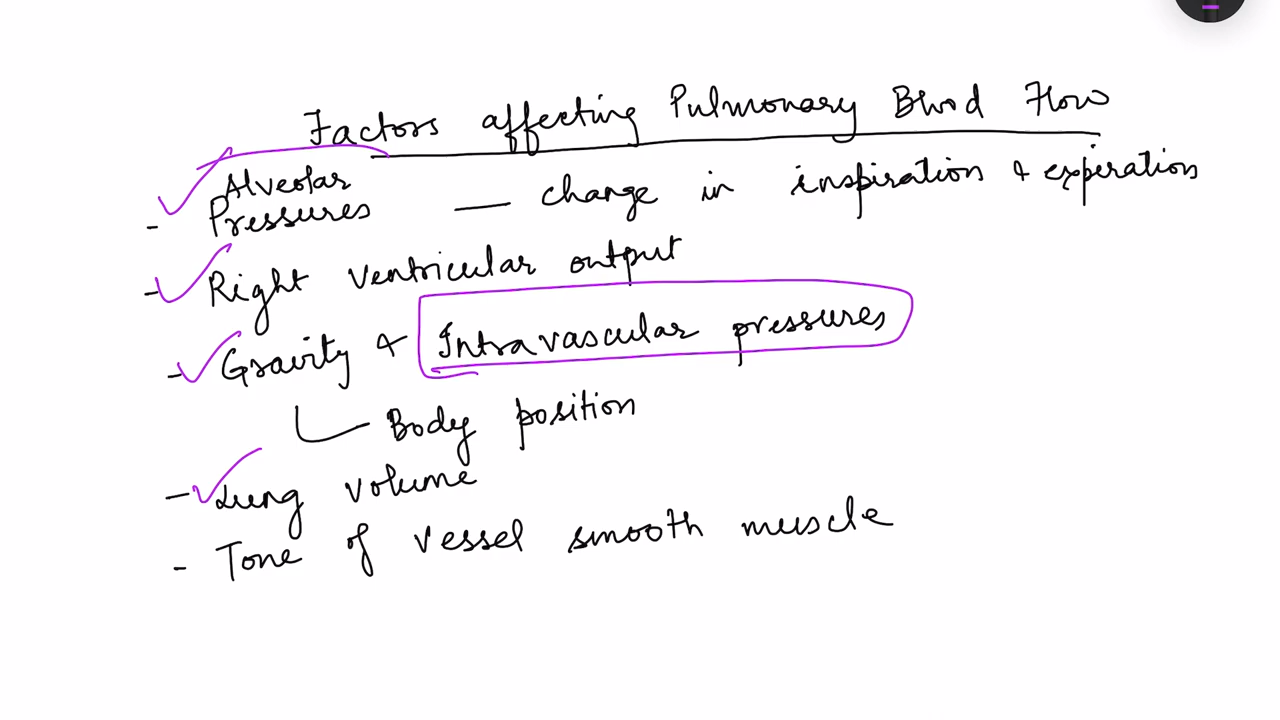 Factors affecting Pulmonary Blood Flow
- Alveolar Pressures — change in inspiration & expiration
- Right ventricular output
- Gravity & Intravascular pressures
Body position
- Lung volume
- Tone of vessel smooth muscle